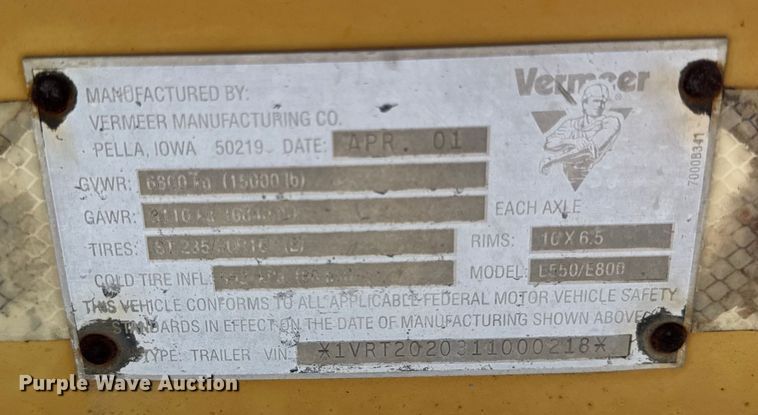 MANUFACTURED BY:
VERMEER MANUFACTURING CO.
PELLA, IOWA 50219 DATE: APR. 01
Vermeer
7000B341
GVWR: 6800 kg (15000 lb)
GAWR: EACH AXLE
TIRES: RIMS: 16 X 6.5
COLD TIRE INFL. MODEL: E550/E800
THIS VEHICLE CONFORMS TO ALL APPLICABLE FEDERAL MOTOR VEHICLE SAFETY
STANDARDS IN EFFECT ON THE DATE OF MANUFACTURING SHOWN ABOVE
TYPE: TRAILER VIN: *1VRT2020311000218*
Purple Wave Auction